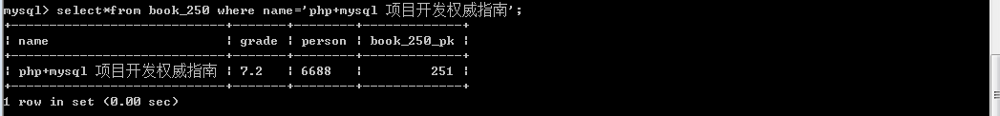 mysql> select*from book_250 where name='php+mysql 项目开发权威指南';
+----------------------------+-------+--------+-------------+
| name                       | grade | person | book_250_pk |
+----------------------------+-------+--------+-------------+
| php+mysql 项目开发权威指南 | 7.2   | 6688   |         251 |
+----------------------------+-------+--------+-------------+
1 row in set (0.00 sec)